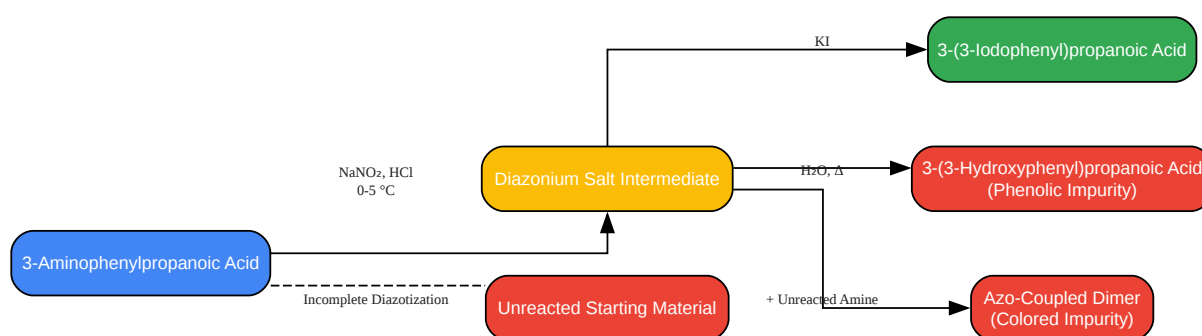 KI
3-(3-Iodophenyl)propanoic Acid
NaNO₂, HCl
0-5 °C
Diazonium Salt Intermediate
H₂O, Δ
3-(3-Hydroxyphenyl)propanoic Acid
(Phenolic Impurity)
3-Aminophenylpropanoic Acid
Incomplete Diazotization
Unreacted Starting Material
+ Unreacted Amine
Azo-Coupled Dimer
(Colored Impurity)